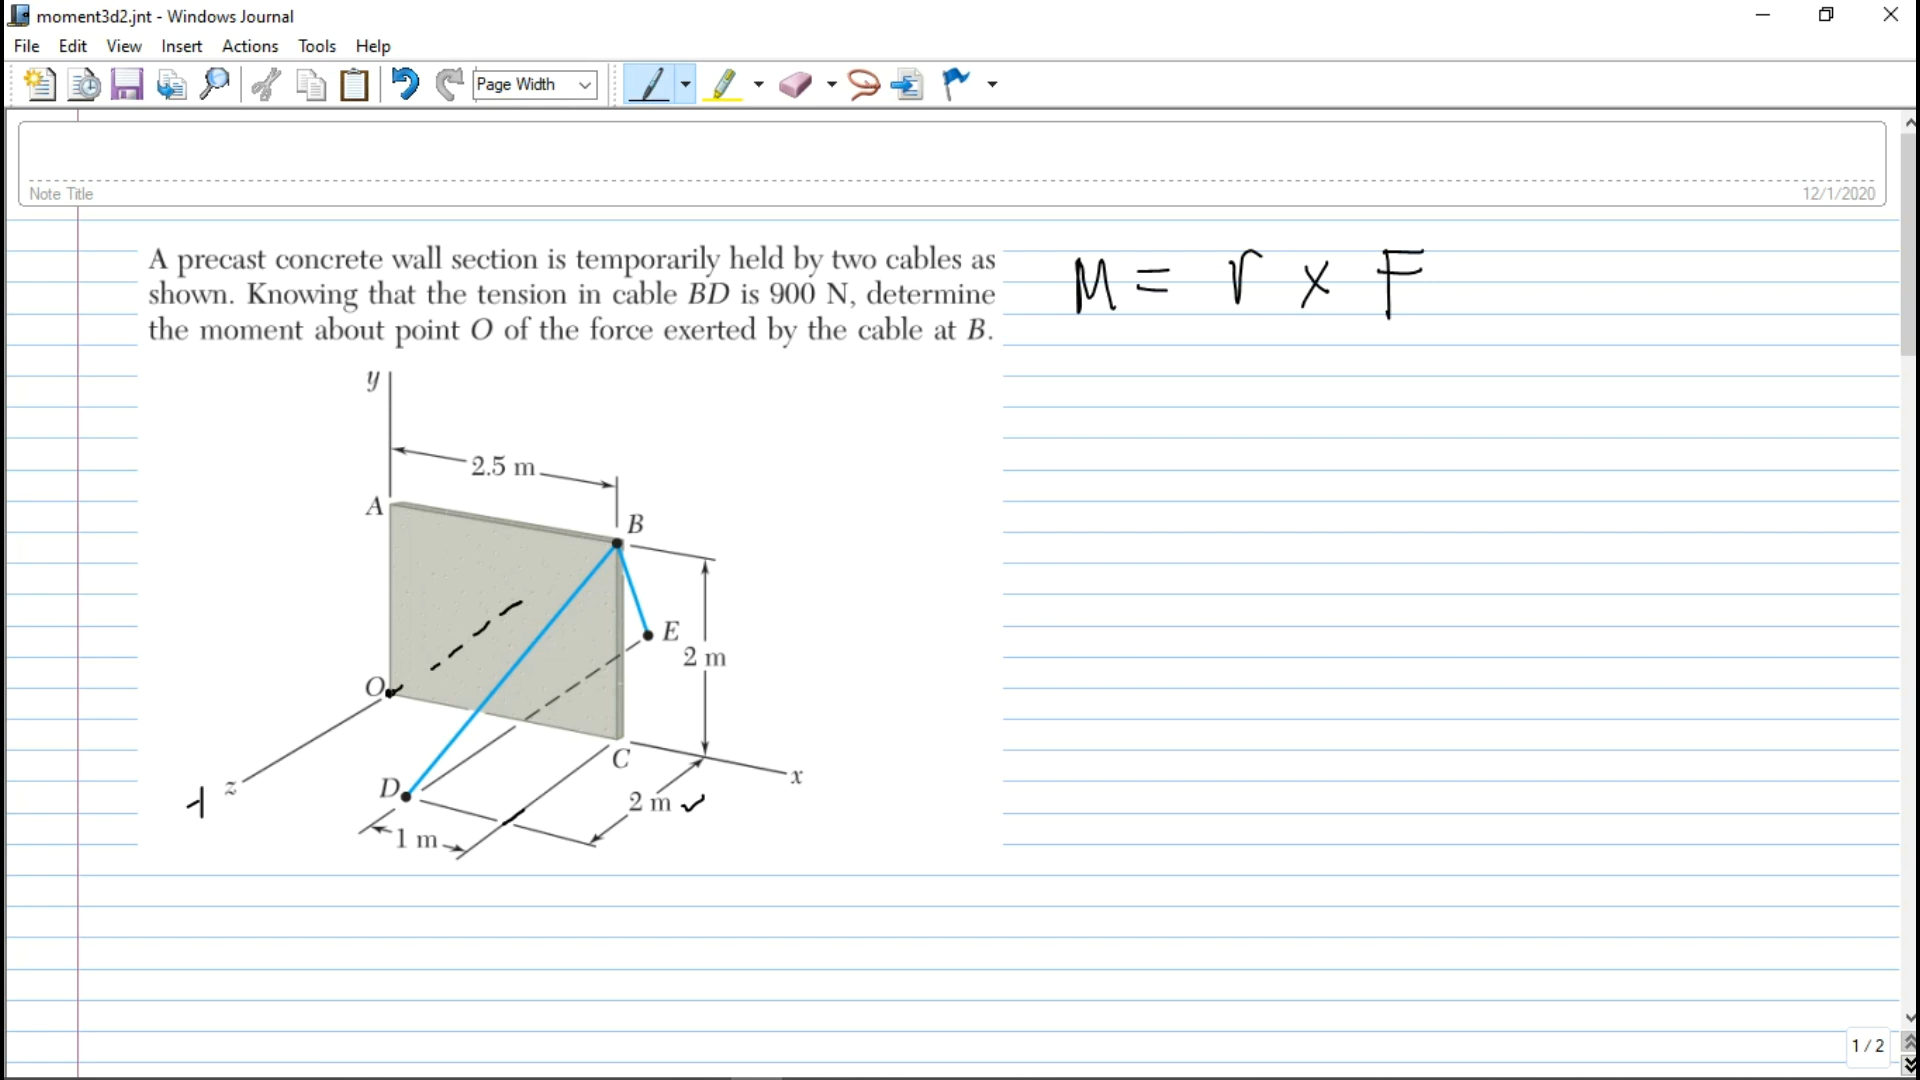 moment3d2.jnt - Windows Journal
File Edit View Insert Actions Tools Help
Page Width
Note Title
12/1/2020
A precast concrete wall section is temporarily held by two cables as
shown. Knowing that the tension in cable BD is 900 N, determine
the moment about point O of the force exerted by the cable at B.
M = r x F
y
2.5 m
A
B
E
2 m
O
C
x
z
D
2 m
1 m
1 / 2